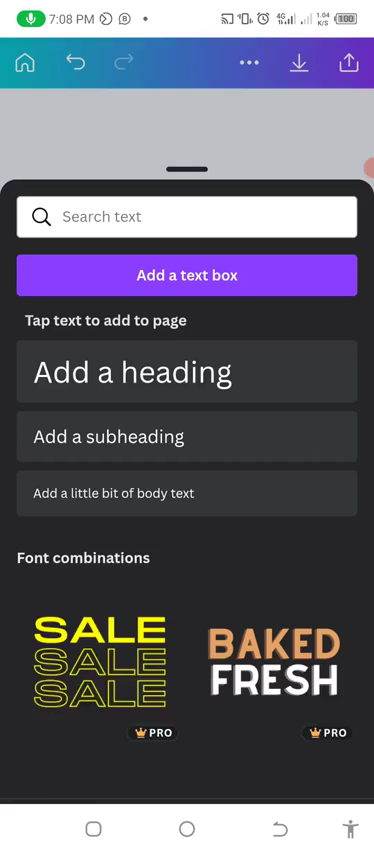 7:08 PM
4G
1.04
K/S
100
Search text
Add a text box
Tap text to add to page
Add a heading
Add a subheading
Add a little bit of body text
Font combinations
SALE
SALE
SALE
PRO
BAKED
FRESH
PRO